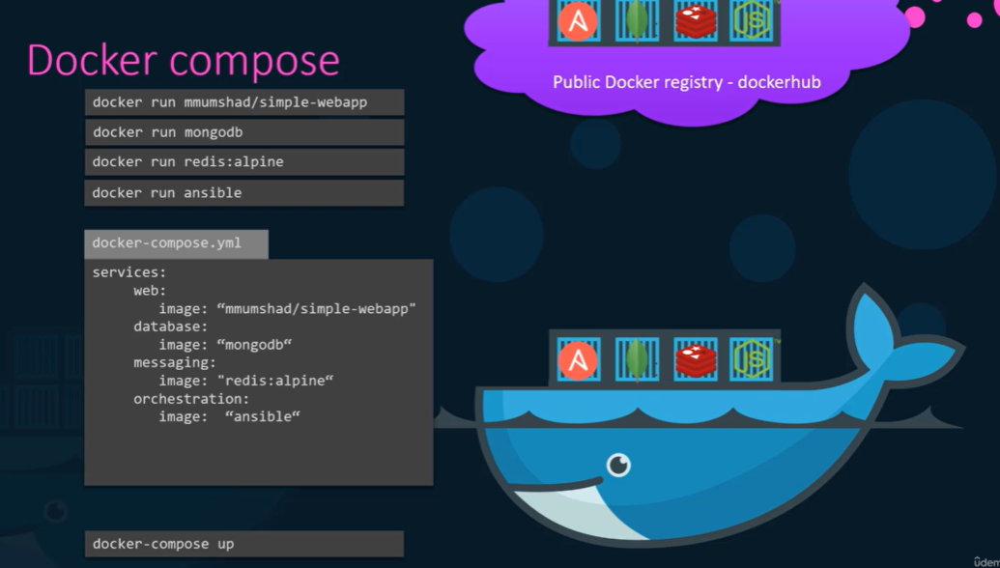 Docker compose
docker run mmumshad/simple-webapp
docker run mongodb
docker run redis:alpine
docker run ansible
docker-compose.yml
services:
web:
image: “mmumshad/simple-webapp"
database:
image: “mongodb“
messaging:
image: "redis:alpine“
orchestration:
image: “ansible“
docker-compose up
Public Docker registry - dockerhub